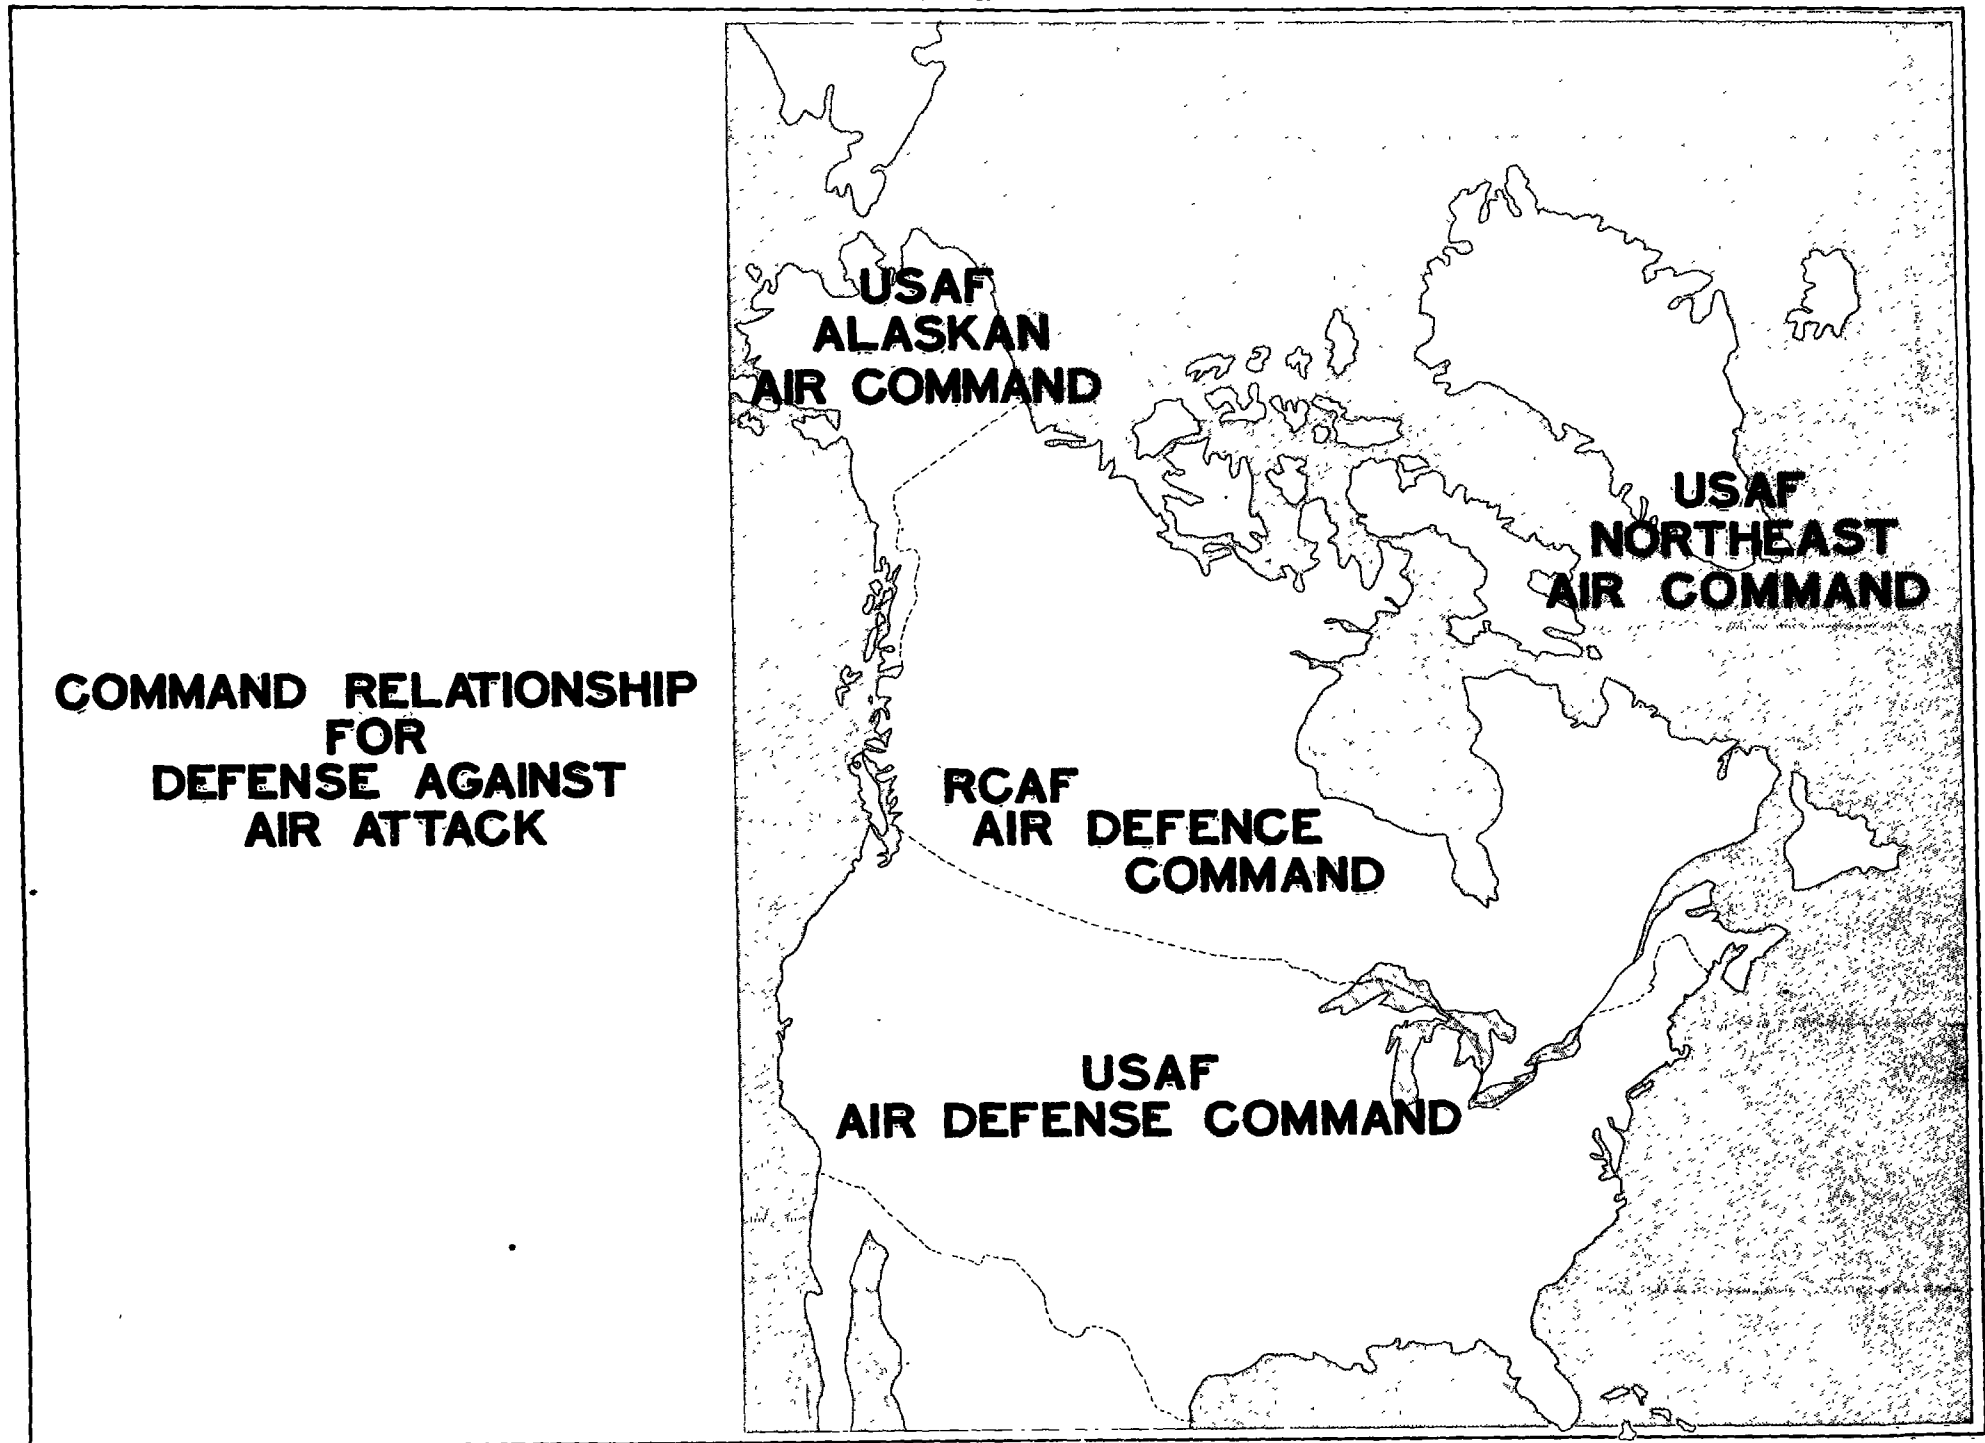 COMMAND RELATIONSHIP
FOR
DEFENSE AGAINST
AIR ATTACK
USAF
ALASKAN
AIR COMMAND
USAF
NORTHEAST
AIR COMMAND
RCAF
AIR DEFENCE
COMMAND
USAF
AIR DEFENSE COMMAND